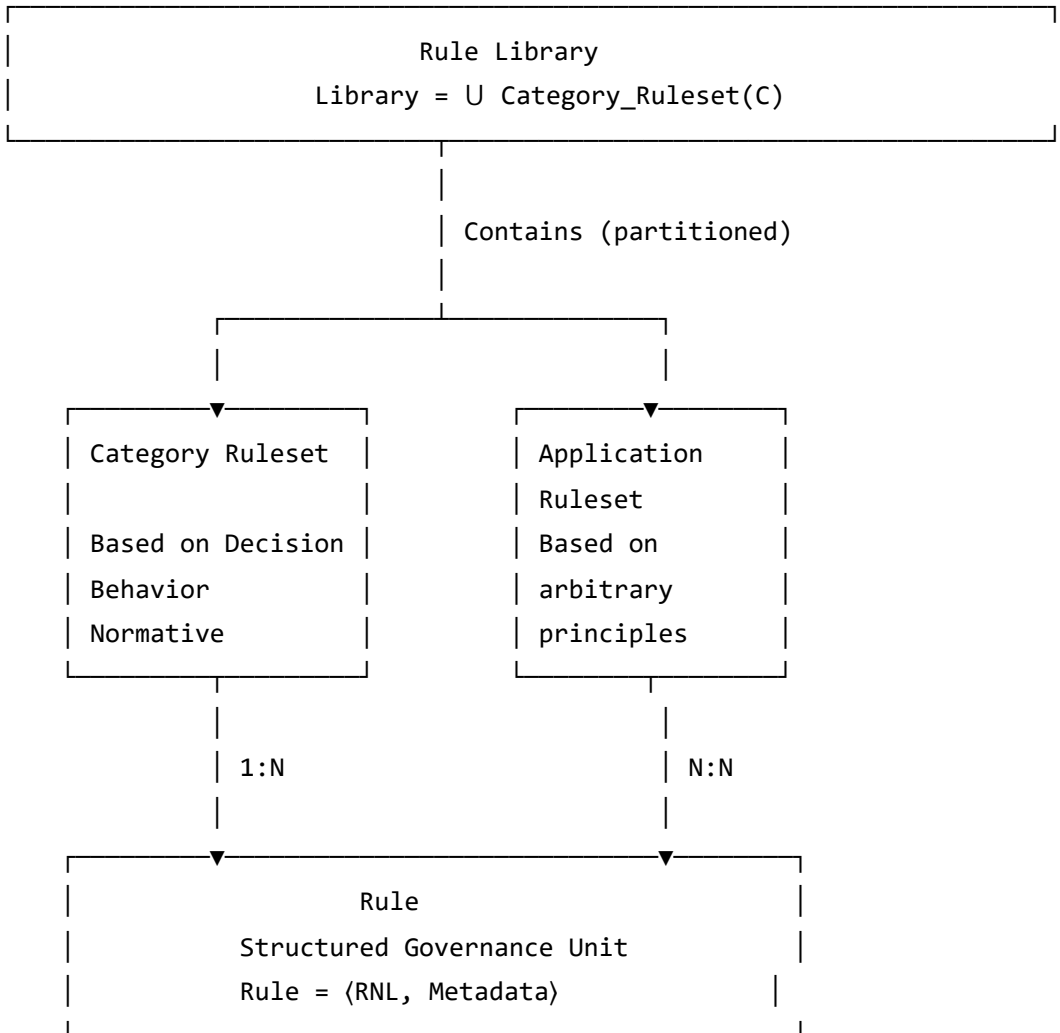 Rule Library
Library = ∪ Category_Ruleset(C)
Contains (partitioned)
Category Ruleset
Based on Decision
Behavior
Normative
Application
Ruleset
Based on
arbitrary
principles
1:N
N:N
Rule
Structured Governance Unit
Rule = ⟨RNL, Metadata⟩